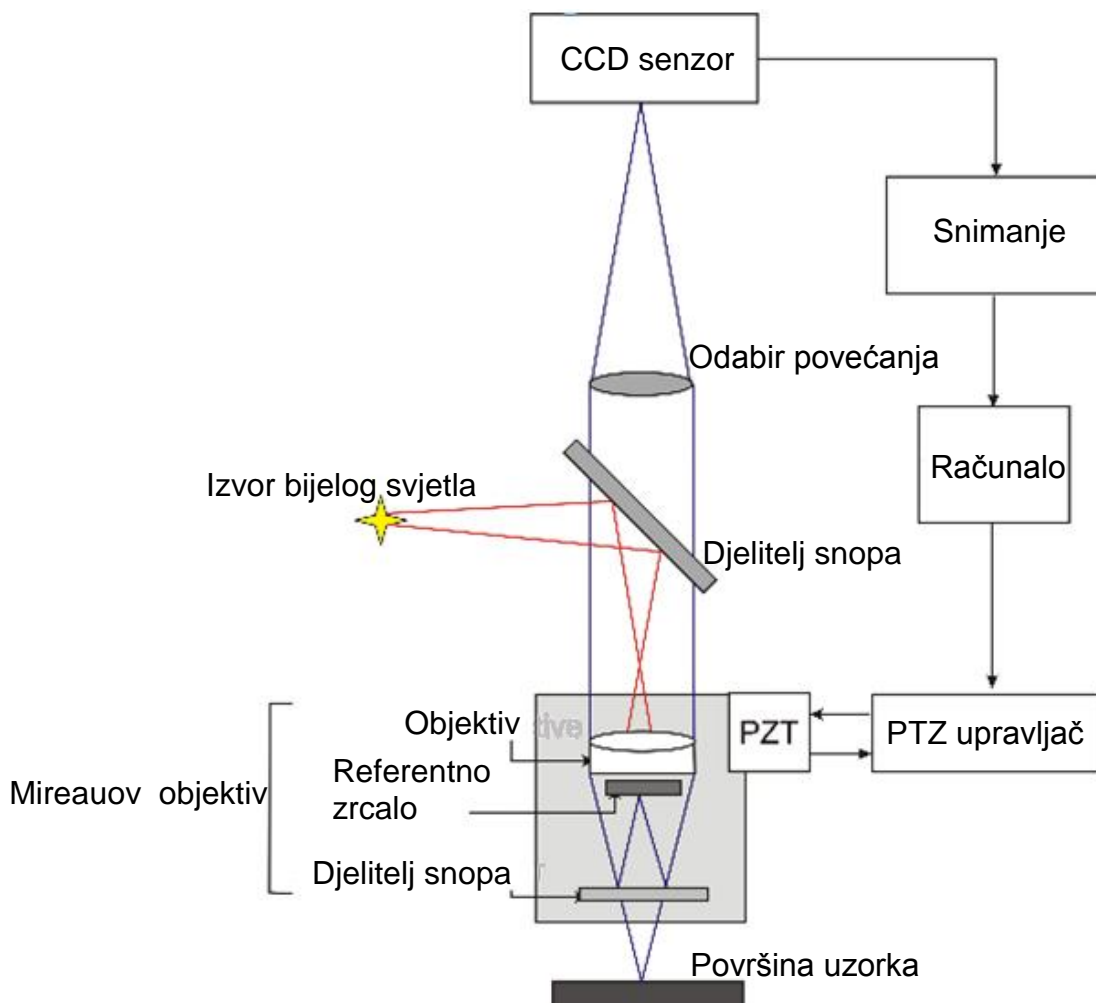 CCD senzor
Snimanje
Odabir povećanja
Računalo
Izvor bijelog svjetla
Djelitelj snopa
Objektiv
PZT
PTZ upravljač
Referentno
zrcalo
Mireauov objektiv
Djelitelj snopa
Površina uzorka